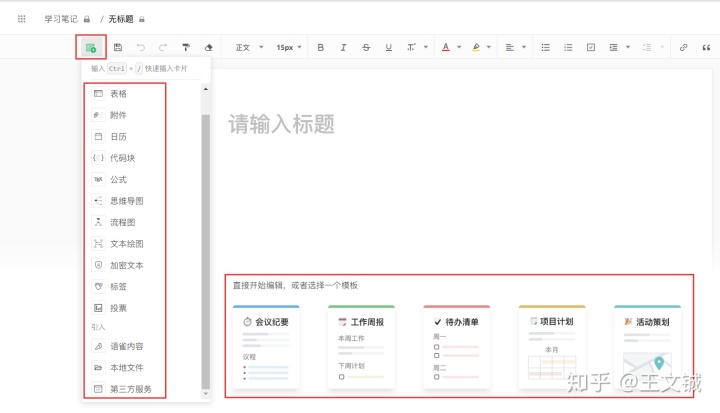 学习笔记 / 无标题
正文 15px B I S U T A
输入 Ctrl + / 快速插入卡片
表格
附件
日历
代码块
公式
思维导图
流程图
文本绘图
加密文本
标签
投票
引入
语雀内容
本地文件
第三方服务
请输入标题
直接开始编辑，或者选择一个模板
会议纪要 工作周报 待办清单 项目计划 活动策划
议程
本周工作
下周计划
周一
周二
本月
知乎 @王文铖